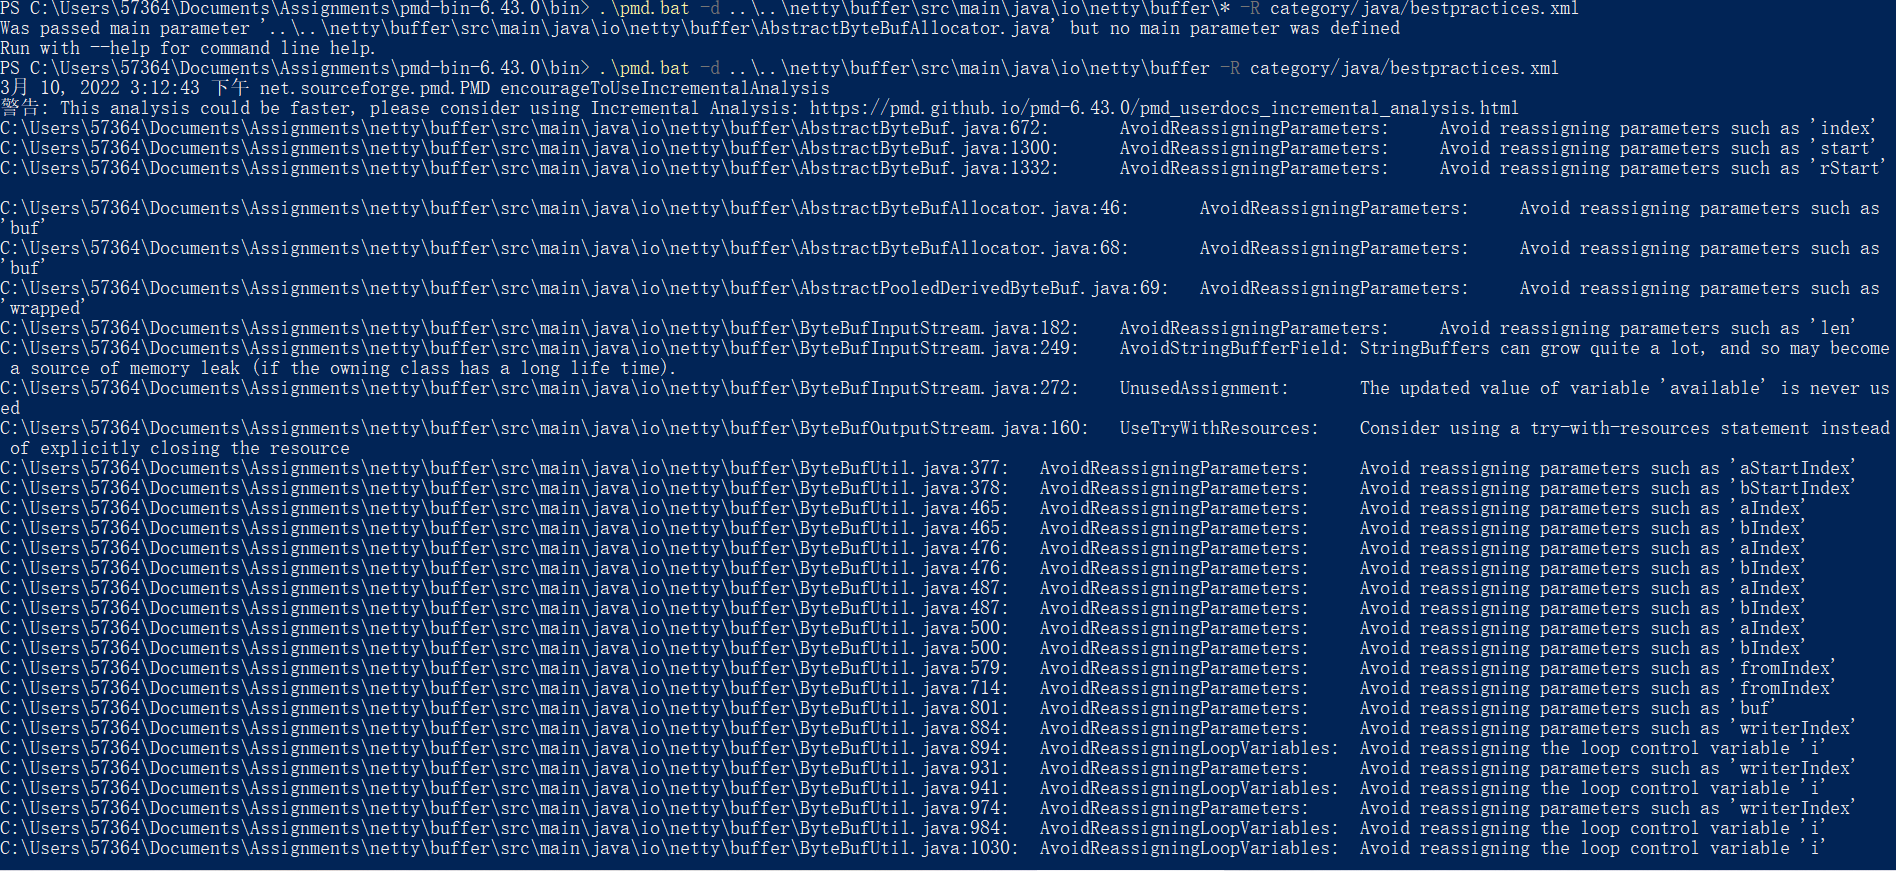 PS C:\Users\57364\Documents\Assignments\pmd-bin-6.43.0\bin> .\pmd.bat -d ..\..\netty\buffer\src\main\java\io\netty\buffer\* -R category/java/bestpractices.xml
Was passed main parameter '..\..\netty\buffer\src\main\java\io\netty\buffer\AbstractByteBufAllocator.java' but no main parameter was defined
Run with --help for command line help.
PS C:\Users\57364\Documents\Assignments\pmd-bin-6.43.0\bin> .\pmd.bat -d ..\..\netty\buffer\src\main\java\io\netty\buffer -R category/java/bestpractices.xml
3月 10, 2022 3:12:43 下午 net.sourceforge.pmd.PMD encourageToUseIncrementalAnalysis
警告: This analysis could be faster, please consider using Incremental Analysis: https://pmd.github.io/pmd-6.43.0/pmd_userdocs_incremental_analysis.html
C:\Users\57364\Documents\Assignments\netty\buffer\src\main\java\io\netty\buffer\AbstractByteBuf.java:672:	AvoidReassigningParameters:	Avoid reassigning parameters such as 'index'
C:\Users\57364\Documents\Assignments\netty\buffer\src\main\java\io\netty\buffer\AbstractByteBuf.java:1300:	AvoidReassigningParameters:	Avoid reassigning parameters such as 'start'
C:\Users\57364\Documents\Assignments\netty\buffer\src\main\java\io\netty\buffer\AbstractByteBuf.java:1332:	AvoidReassigningParameters:	Avoid reassigning parameters such as 'rStart'
C:\Users\57364\Documents\Assignments\netty\buffer\src\main\java\io\netty\buffer\AbstractByteBufAllocator.java:46:	AvoidReassigningParameters:	Avoid reassigning parameters such as
'buf'
C:\Users\57364\Documents\Assignments\netty\buffer\src\main\java\io\netty\buffer\AbstractByteBufAllocator.java:68:	AvoidReassigningParameters:	Avoid reassigning parameters such as
'buf'
C:\Users\57364\Documents\Assignments\netty\buffer\src\main\java\io\netty\buffer\AbstractPooledDerivedByteBuf.java:69:	AvoidReassigningParameters:	Avoid reassigning parameters such as
'wrapped'
C:\Users\57364\Documents\Assignments\netty\buffer\src\main\java\io\netty\buffer\ByteBufInputStream.java:182:	AvoidReassigningParameters:	Avoid reassigning parameters such as 'len'
C:\Users\57364\Documents\Assignments\netty\buffer\src\main\java\io\netty\buffer\ByteBufInputStream.java:249:	AvoidStringBufferField:	StringBuffers can grow quite a lot, and so may become
a source of memory leak (if the owning class has a long life time).
C:\Users\57364\Documents\Assignments\netty\buffer\src\main\java\io\netty\buffer\ByteBufInputStream.java:272:	UnusedAssignment:	The updated value of variable 'available' is never us
ed
C:\Users\57364\Documents\Assignments\netty\buffer\src\main\java\io\netty\buffer\ByteBufOutputStream.java:160:	UseTryWithResources:	Consider using a try-with-resources statement instead
of explicitly closing the resource
C:\Users\57364\Documents\Assignments\netty\buffer\src\main\java\io\netty\buffer\ByteBufUtil.java:377:	AvoidReassigningParameters:	Avoid reassigning parameters such as 'aStartIndex'
C:\Users\57364\Documents\Assignments\netty\buffer\src\main\java\io\netty\buffer\ByteBufUtil.java:378:	AvoidReassigningParameters:	Avoid reassigning parameters such as 'bStartIndex'
C:\Users\57364\Documents\Assignments\netty\buffer\src\main\java\io\netty\buffer\ByteBufUtil.java:465:	AvoidReassigningParameters:	Avoid reassigning parameters such as 'aIndex'
C:\Users\57364\Documents\Assignments\netty\buffer\src\main\java\io\netty\buffer\ByteBufUtil.java:465:	AvoidReassigningParameters:	Avoid reassigning parameters such as 'bIndex'
C:\Users\57364\Documents\Assignments\netty\buffer\src\main\java\io\netty\buffer\ByteBufUtil.java:476:	AvoidReassigningParameters:	Avoid reassigning parameters such as 'aIndex'
C:\Users\57364\Documents\Assignments\netty\buffer\src\main\java\io\netty\buffer\ByteBufUtil.java:476:	AvoidReassigningParameters:	Avoid reassigning parameters such as 'bIndex'
C:\Users\57364\Documents\Assignments\netty\buffer\src\main\java\io\netty\buffer\ByteBufUtil.java:487:	AvoidReassigningParameters:	Avoid reassigning parameters such as 'aIndex'
C:\Users\57364\Documents\Assignments\netty\buffer\src\main\java\io\netty\buffer\ByteBufUtil.java:487:	AvoidReassigningParameters:	Avoid reassigning parameters such as 'bIndex'
C:\Users\57364\Documents\Assignments\netty\buffer\src\main\java\io\netty\buffer\ByteBufUtil.java:500:	AvoidReassigningParameters:	Avoid reassigning parameters such as 'aIndex'
C:\Users\57364\Documents\Assignments\netty\buffer\src\main\java\io\netty\buffer\ByteBufUtil.java:500:	AvoidReassigningParameters:	Avoid reassigning parameters such as 'bIndex'
C:\Users\57364\Documents\Assignments\netty\buffer\src\main\java\io\netty\buffer\ByteBufUtil.java:579:	AvoidReassigningParameters:	Avoid reassigning parameters such as 'fromIndex'
C:\Users\57364\Documents\Assignments\netty\buffer\src\main\java\io\netty\buffer\ByteBufUtil.java:714:	AvoidReassigningParameters:	Avoid reassigning parameters such as 'fromIndex'
C:\Users\57364\Documents\Assignments\netty\buffer\src\main\java\io\netty\buffer\ByteBufUtil.java:801:	AvoidReassigningParameters:	Avoid reassigning parameters such as 'buf'
C:\Users\57364\Documents\Assignments\netty\buffer\src\main\java\io\netty\buffer\ByteBufUtil.java:884:	AvoidReassigningParameters:	Avoid reassigning parameters such as 'writerIndex'
C:\Users\57364\Documents\Assignments\netty\buffer\src\main\java\io\netty\buffer\ByteBufUtil.java:894:	AvoidReassigningLoopVariables:	Avoid reassigning the loop control variable 'i'
C:\Users\57364\Documents\Assignments\netty\buffer\src\main\java\io\netty\buffer\ByteBufUtil.java:931:	AvoidReassigningParameters:	Avoid reassigning parameters such as 'writerIndex'
C:\Users\57364\Documents\Assignments\netty\buffer\src\main\java\io\netty\buffer\ByteBufUtil.java:941:	AvoidReassigningLoopVariables:	Avoid reassigning the loop control variable 'i'
C:\Users\57364\Documents\Assignments\netty\buffer\src\main\java\io\netty\buffer\ByteBufUtil.java:974:	AvoidReassigningParameters:	Avoid reassigning parameters such as 'writerIndex'
C:\Users\57364\Documents\Assignments\netty\buffer\src\main\java\io\netty\buffer\ByteBufUtil.java:984:	AvoidReassigningLoopVariables:	Avoid reassigning the loop control variable 'i'
C:\Users\57364\Documents\Assignments\netty\buffer\src\main\java\io\netty\buffer\ByteBufUtil.java:1030:	AvoidReassigningLoopVariables:	Avoid reassigning the loop control variable 'i'